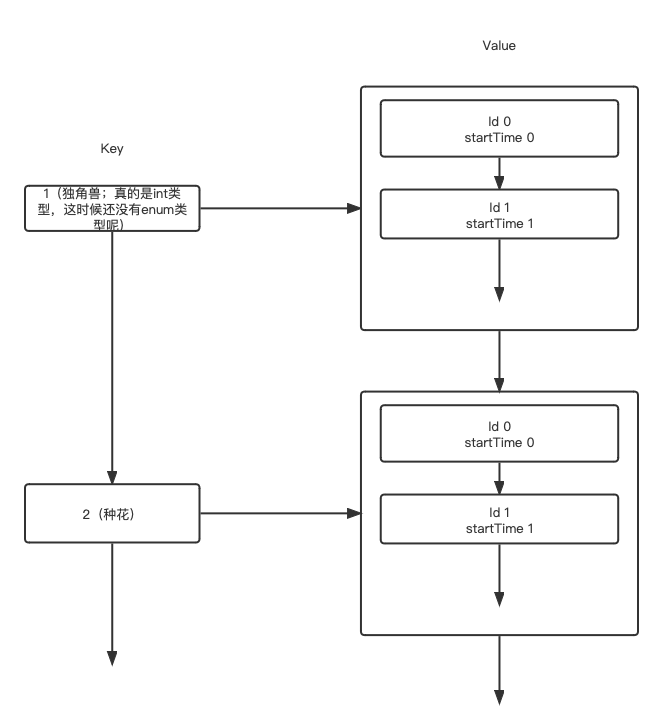 Value
Id 0
startTime 0
Key
1（独角兽；真的是int类
型，这时候还没有enum类
型呢）
Id 1
startTime 1
Id 0
startTime 0
2（种花）
Id 1
startTime 1